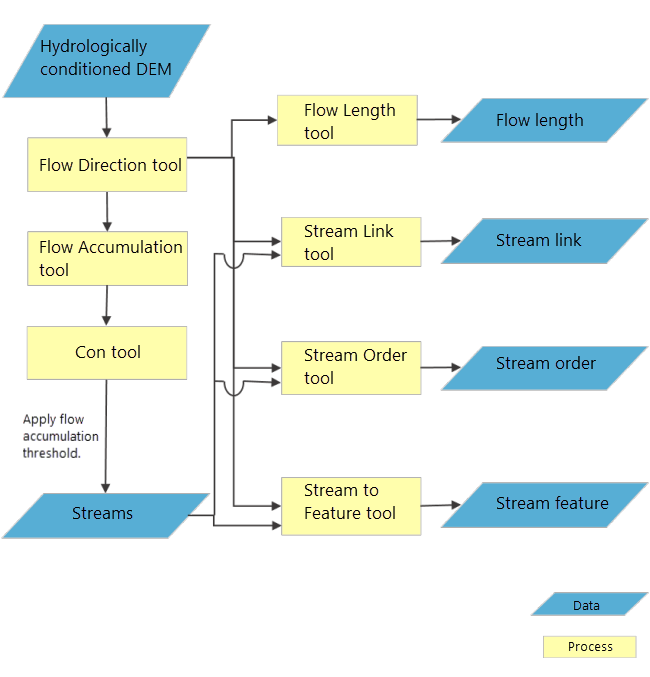 Hydrologically
conditioned DEM
Flow Direction tool
Flow Accumulation
tool
Con tool
Apply flow
accumulation
threshold.
Streams
Flow Length
tool
Flow length
Stream Link
tool
Stream link
Stream Order
tool
Stream order
Stream to
Feature tool
Stream feature
Data
Process